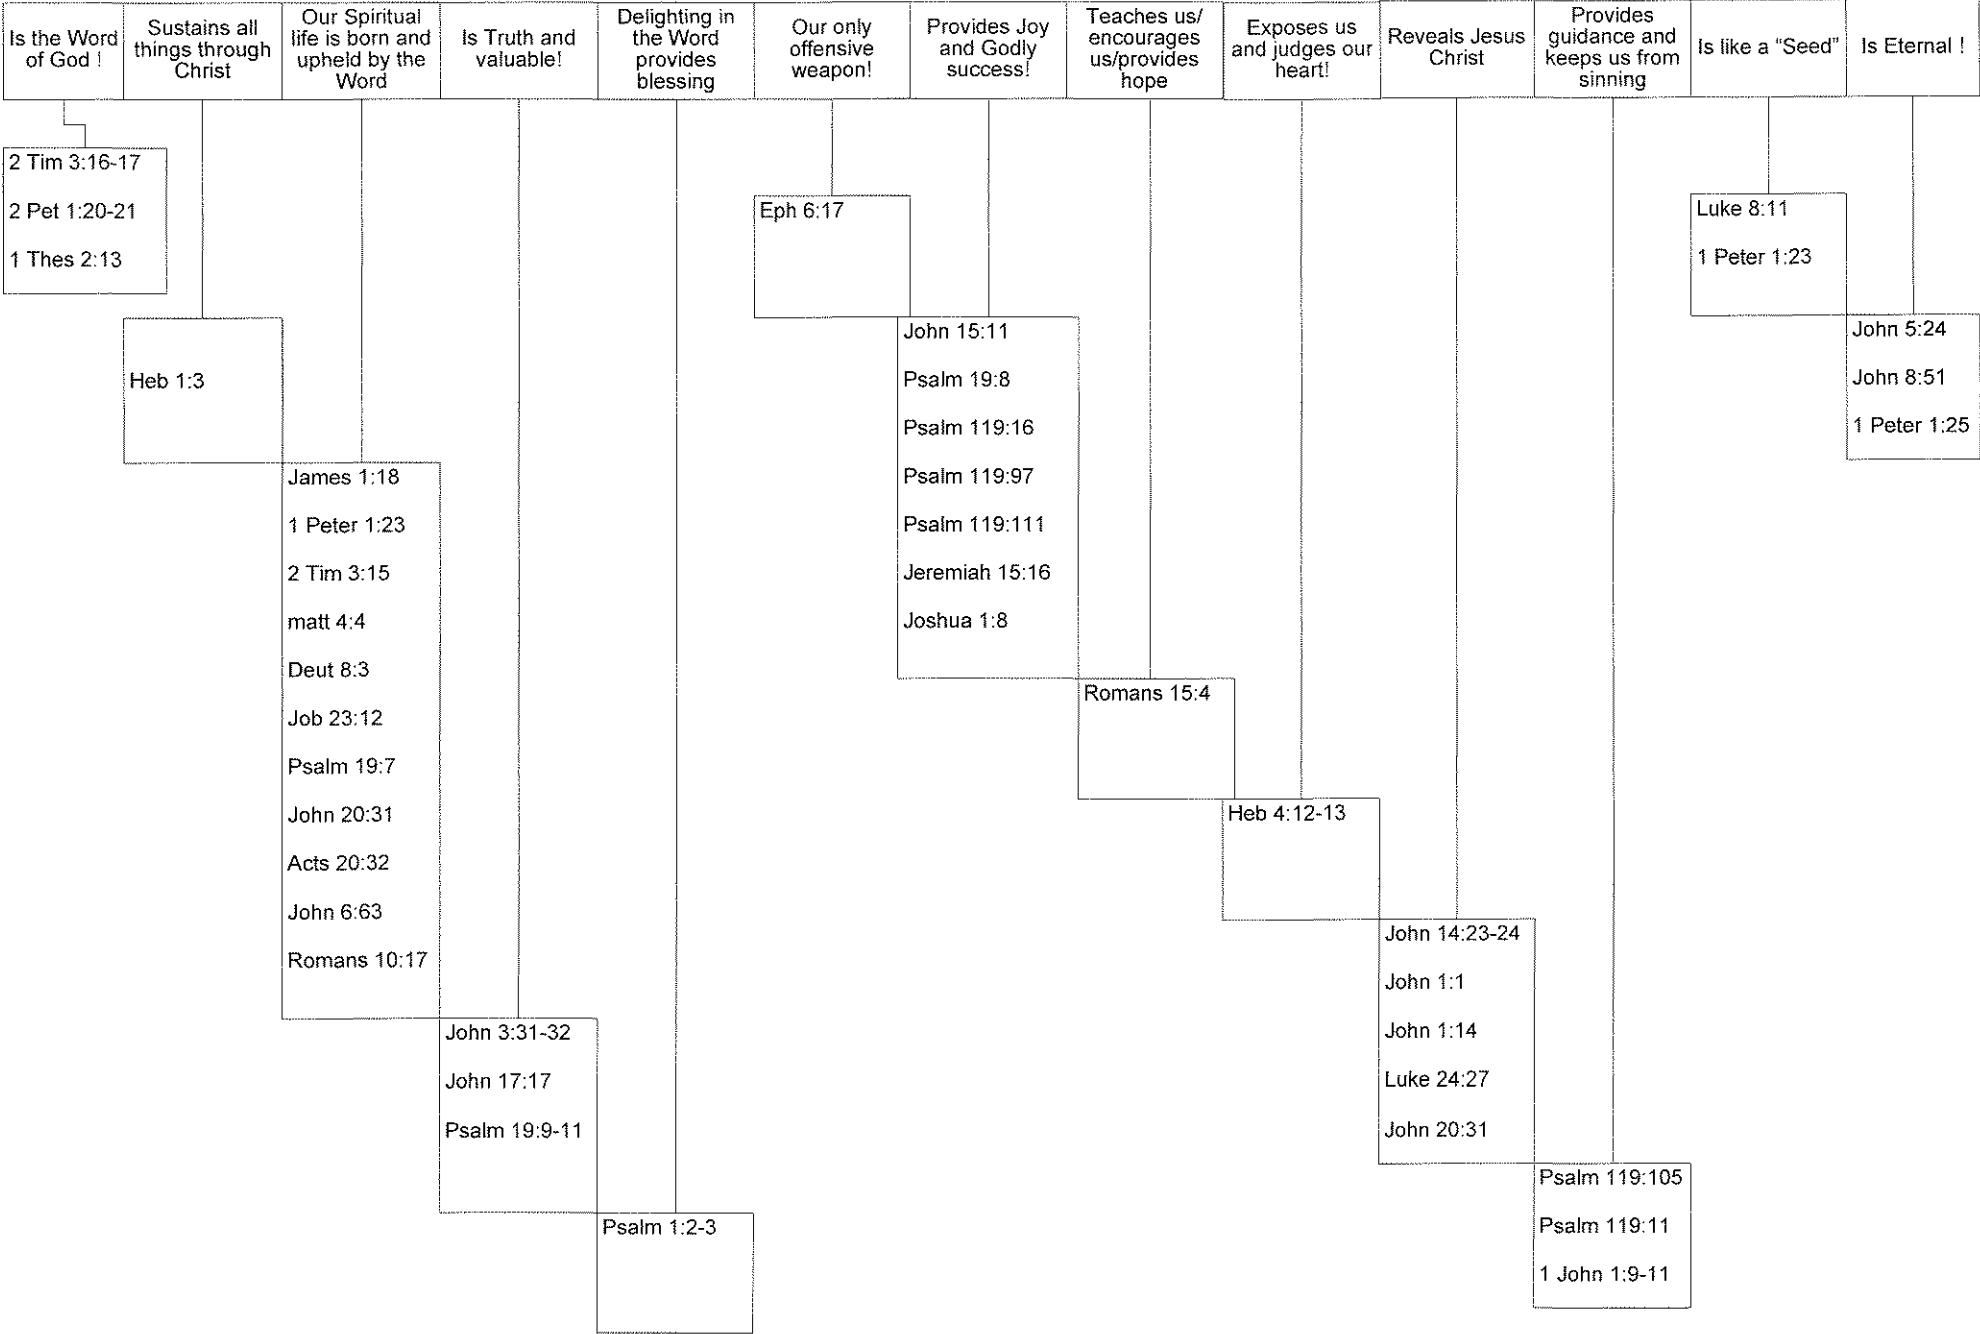 Is the Word
of God !
Sustains all
things through
Christ
Our Spiritual
life is born and
upheld by the
Word
Is Truth and
valuable!
Delighting in
the Word
provides
blessing
Our only
offensive
weapon!
Provides Joy
and Godly
success!
Teaches us/
encourages
us/provides
hope
Exposes us
and judges our
heart!
Reveals Jesus
Christ
Provides
guidance and
keeps us from
sinning
Is like a “Seed”
Is Eternal !
2 Tim 3:16-17
2 Pet 1:20-21
1 Thes 2:13
Heb 1:3
James 1:18
1 Peter 1:23
2 Tim 3:15
matt 4:4
Deut 8:3
Job 23:12
Psalm 19:7
John 20:31
Acts 20:32
John 6:63
Romans 10:17
John 3:31-32
John 17:17
Psalm 19:9-11
Psalm 1:2-3
Eph 6:17
John 15:11
Psalm 19:8
Psalm 119:16
Psalm 119:97
Psalm 119:111
Jeremiah 15:16
Joshua 1:8
Romans 15:4
Heb 4:12-13
John 14:23-24
John 1:1
John 1:14
Luke 24:27
John 20:31
Psalm 119:105
Psalm 119:11
1 John 1:9-11
Luke 8:11
1 Peter 1:23
John 5:24
John 8:51
1 Peter 1:25